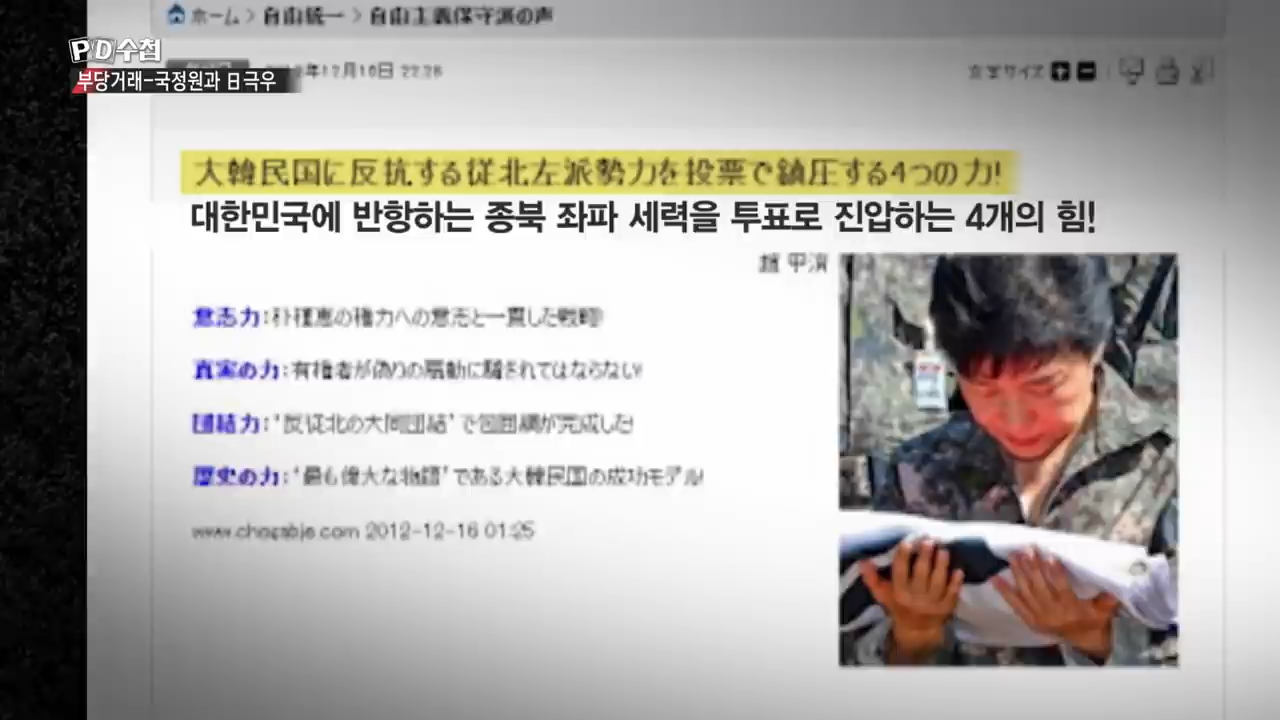 ホーム > 自由統一 > 自由主義保守派の声
PD수첩
부당거래-국정원과 日극우
年12月16日 22:28
文字サイズ
大韓民国に反抗する従北左派勢力を投票で鎮圧する4つの力!
대한민국에 반항하는 종북 좌파 세력을 투표로 진압하는 4개의 힘!
趙 甲済
意志力:朴槿恵の権力への意志と一貫した戦略!
真実の力:有権者が偽りの扇動に騙されてはならない!
団結力:'反従北の大同団結'で包囲網が完成した!
歴史の力:'最も偉大な物語'である大韓民国の成功モデル!
www.chogabje.com 2012-12-16 01:25